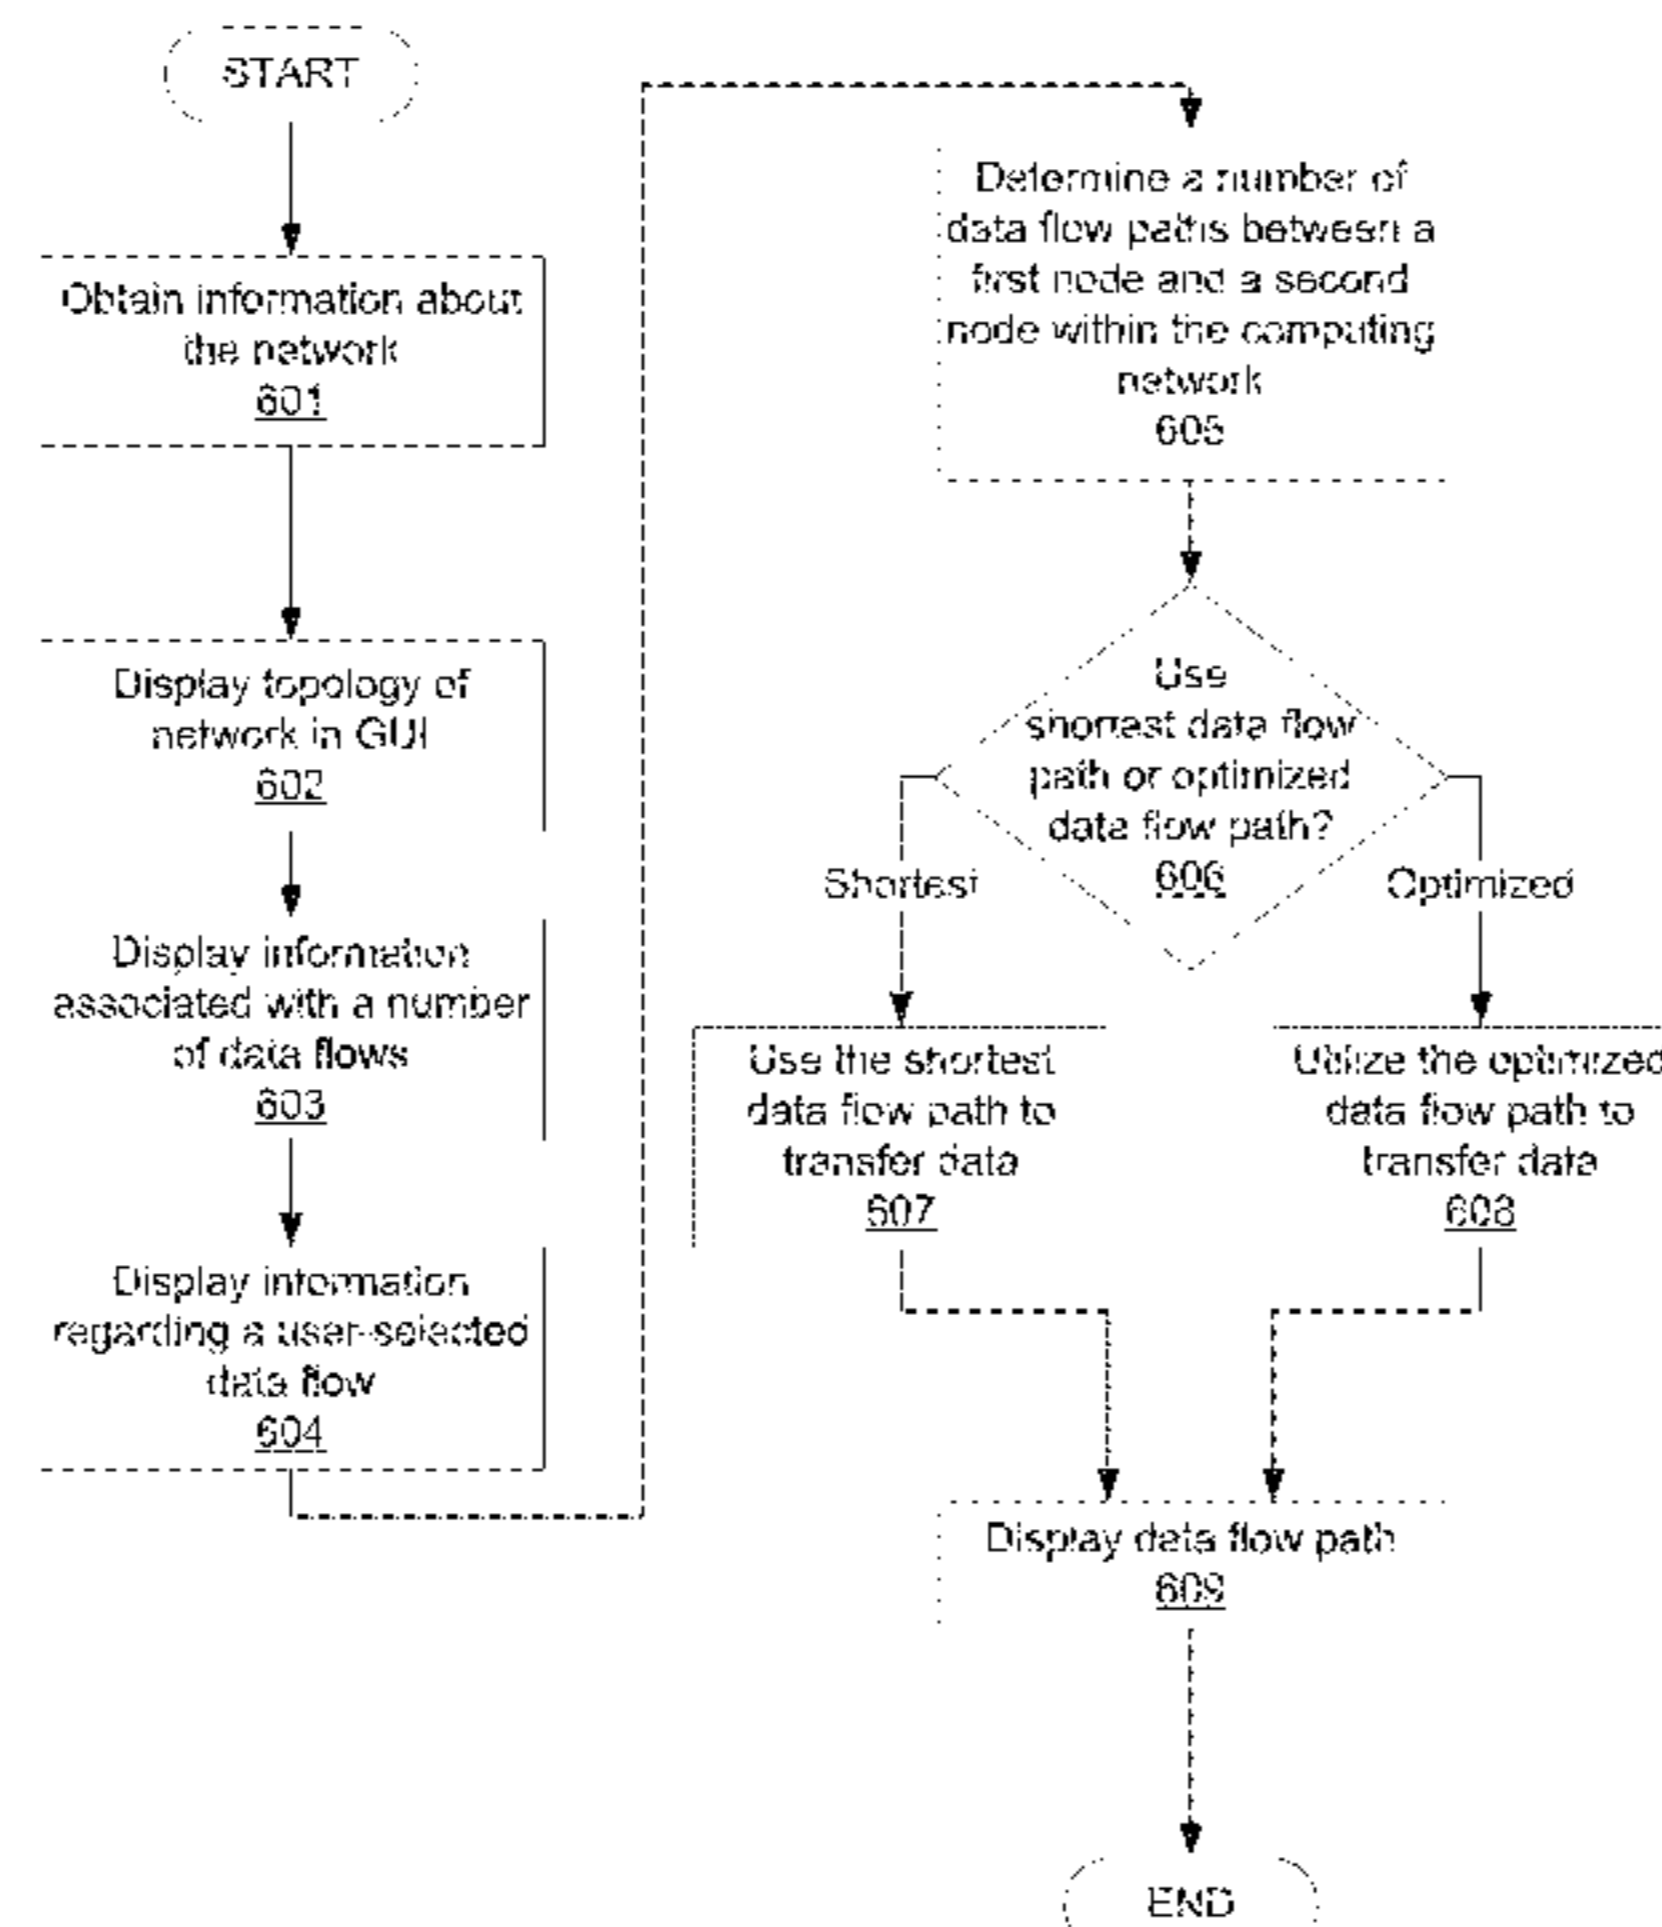 START
Obtain information about
the network
601
Display topology of
network in GUI
602
Display information
associated with a number
of data flows
603
Display information
regarding a user-selected
data flow
604
Determine a number of
data flow paths between a
first node and a second
node within the computing
network
605
Use
shortest data flow
path or optimized
data flow path?
606
Shortest
Optimized
Use the shortest
data flow path to
transfer data
607
Utilize the optimized
data flow path to
transfer data
608
Display data flow path
609
END